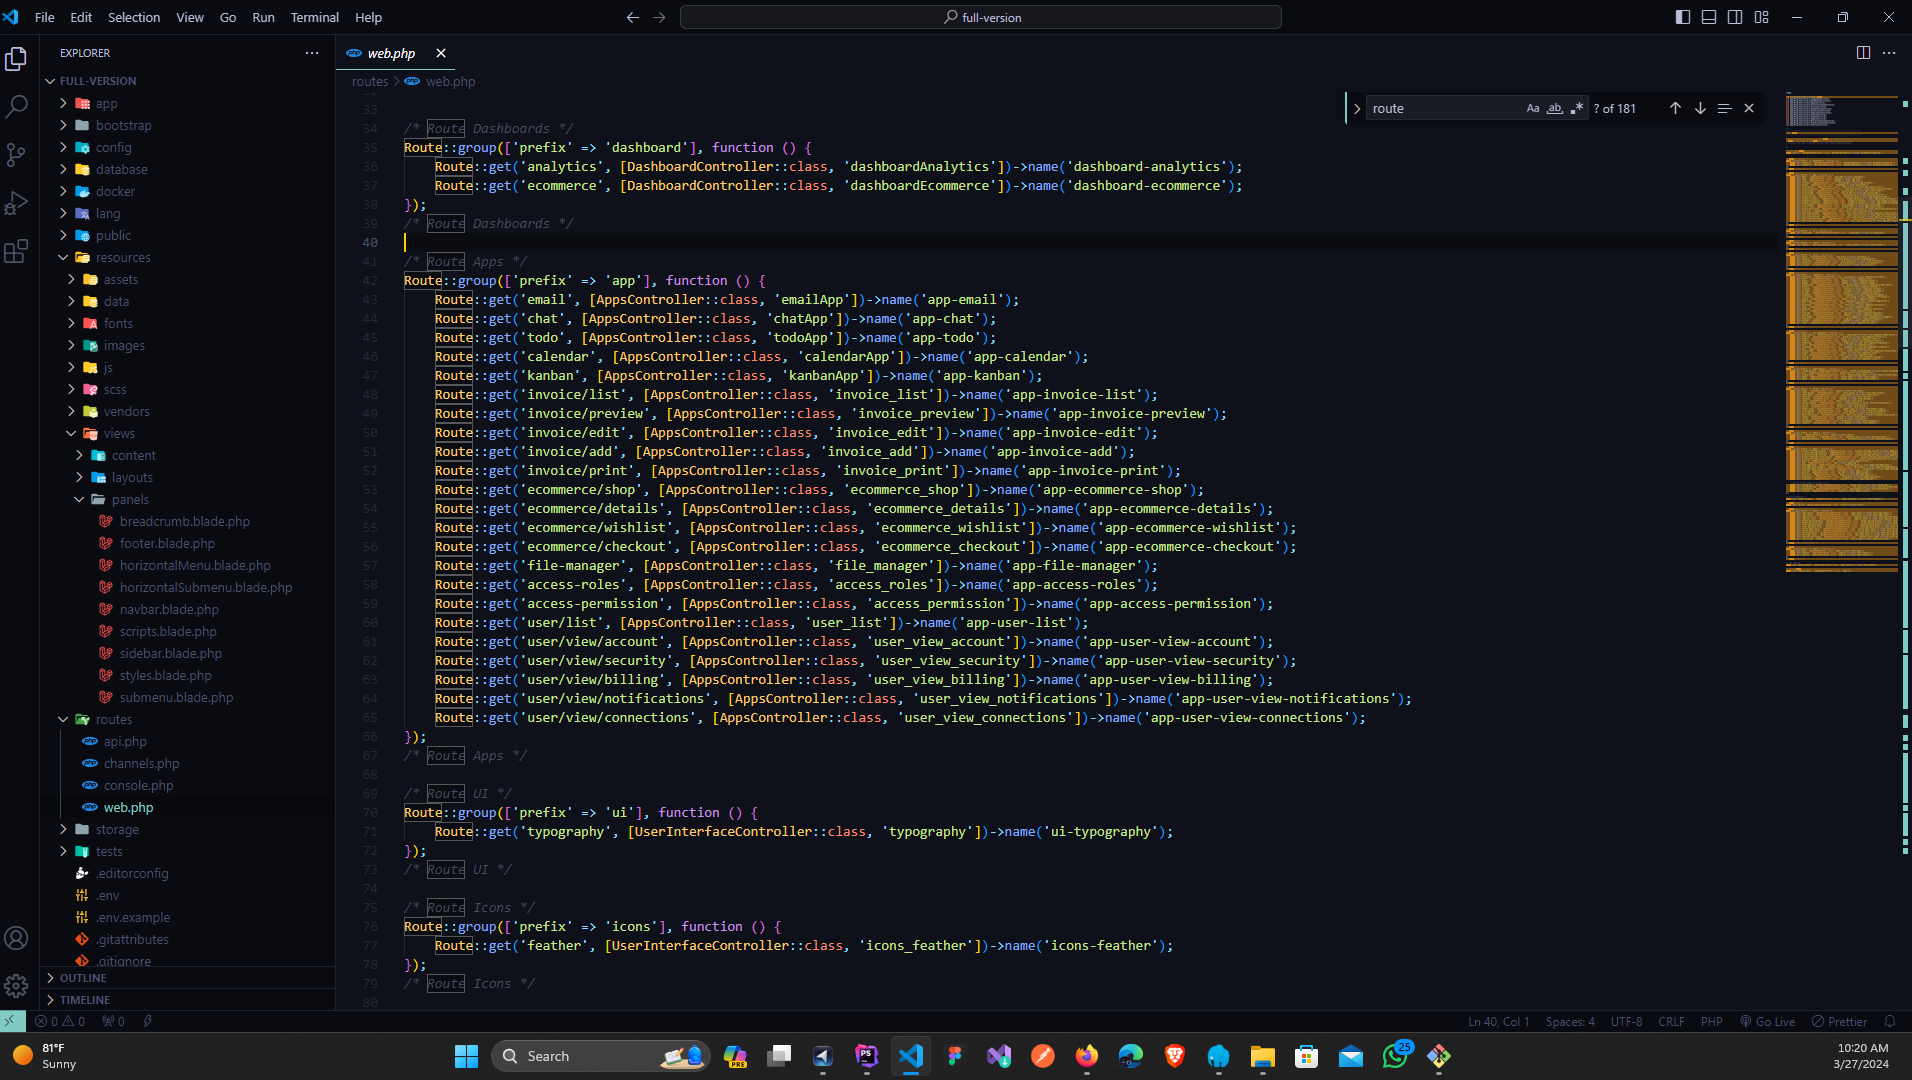 File Edit Selection View Go Run Terminal Help
full-version
EXPLORER
web.php
routes > web.php
route
Aa ab .* ? of 181
FULL-VERSION
app
bootstrap
config
database
docker
lang
public
resources
assets
data
fonts
images
js
scss
vendors
views
content
layouts
panels
breadcrumb.blade.php
footer.blade.php
horizontalMenu.blade.php
horizontalSubmenu.blade.php
navbar.blade.php
scripts.blade.php
sidebar.blade.php
styles.blade.php
submenu.blade.php
routes
api.php
channels.php
console.php
web.php
storage
tests
.editorconfig
.env
.env.example
.gitattributes
.gitignore
OUTLINE
TIMELINE
33
34 /* Route Dashboards */
35 Route::group(['prefix' => 'dashboard'], function () {
36 Route::get('analytics', [DashboardController::class, 'dashboardAnalytics'])->name('dashboard-analytics');
37 Route::get('ecommerce', [DashboardController::class, 'dashboardEcommerce'])->name('dashboard-ecommerce');
38 });
39 /* Route Dashboards */
40
41 /* Route Apps */
42 Route::group(['prefix' => 'app'], function () {
43 Route::get('email', [AppsController::class, 'emailApp'])->name('app-email');
44 Route::get('chat', [AppsController::class, 'chatApp'])->name('app-chat');
45 Route::get('todo', [AppsController::class, 'todoApp'])->name('app-todo');
46 Route::get('calendar', [AppsController::class, 'calendarApp'])->name('app-calendar');
47 Route::get('kanban', [AppsController::class, 'kanbanApp'])->name('app-kanban');
48 Route::get('invoice/list', [AppsController::class, 'invoice_list'])->name('app-invoice-list');
49 Route::get('invoice/preview', [AppsController::class, 'invoice_preview'])->name('app-invoice-preview');
50 Route::get('invoice/edit', [AppsController::class, 'invoice_edit'])->name('app-invoice-edit');
51 Route::get('invoice/add', [AppsController::class, 'invoice_add'])->name('app-invoice-add');
52 Route::get('invoice/print', [AppsController::class, 'invoice_print'])->name('app-invoice-print');
53 Route::get('ecommerce/shop', [AppsController::class, 'ecommerce_shop'])->name('app-ecommerce-shop');
54 Route::get('ecommerce/details', [AppsController::class, 'ecommerce_details'])->name('app-ecommerce-details');
55 Route::get('ecommerce/wishlist', [AppsController::class, 'ecommerce_wishlist'])->name('app-ecommerce-wishlist');
56 Route::get('ecommerce/checkout', [AppsController::class, 'ecommerce_checkout'])->name('app-ecommerce-checkout');
57 Route::get('file-manager', [AppsController::class, 'file_manager'])->name('app-file-manager');
58 Route::get('access-roles', [AppsController::class, 'access_roles'])->name('app-access-roles');
59 Route::get('access-permission', [AppsController::class, 'access_permission'])->name('app-access-permission');
60 Route::get('user/list', [AppsController::class, 'user_list'])->name('app-user-list');
61 Route::get('user/view/account', [AppsController::class, 'user_view_account'])->name('app-user-view-account');
62 Route::get('user/view/security', [AppsController::class, 'user_view_security'])->name('app-user-view-security');
63 Route::get('user/view/billing', [AppsController::class, 'user_view_billing'])->name('app-user-view-billing');
64 Route::get('user/view/notifications', [AppsController::class, 'user_view_notifications'])->name('app-user-view-notifications');
65 Route::get('user/view/connections', [AppsController::class, 'user_view_connections'])->name('app-user-view-connections');
66 });
67 /* Route Apps */
68
69 /* Route UI */
70 Route::group(['prefix' => 'ui'], function () {
71 Route::get('typography', [UserInterfaceController::class, 'typography'])->name('ui-typography');
72 });
73 /* Route UI */
74
75 /* Route Icons */
76 Route::group(['prefix' => 'icons'], function () {
77 Route::get('feather', [UserInterfaceController::class, 'icons_feather'])->name('icons-feather');
78 });
79 /* Route Icons */
80
0 0 0
Ln 40, Col 1 Spaces: 4 UTF-8 CRLF PHP Go Live Prettier
81°F
Sunny
Search
PRE
PS
25
10:20 AM
3/27/2024